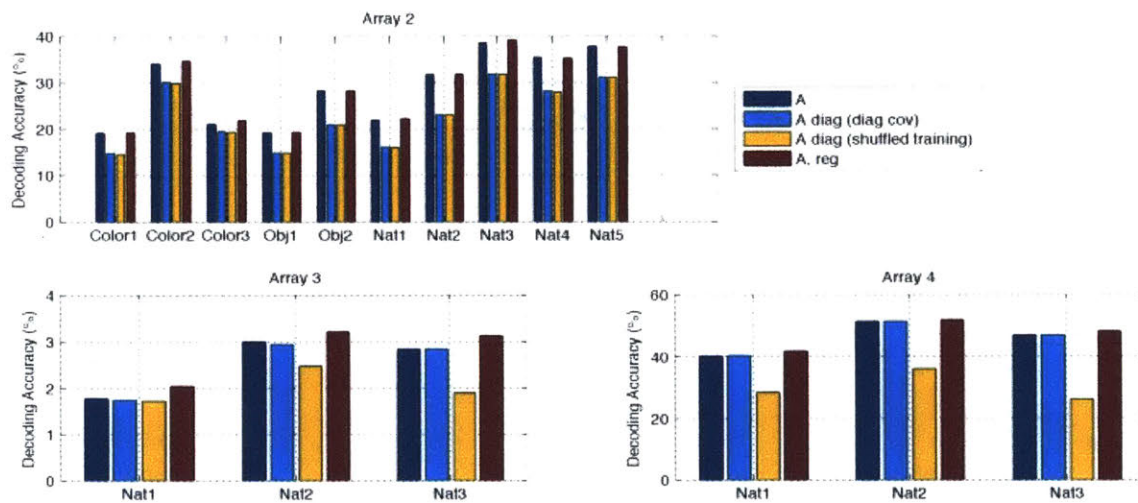 Array 2
Decoding Accuracy (%)
40
30
20
10
0
Color1 Color2 Color3 Obj1 Obj2 Nat1 Nat2 Nat3 Nat4 Nat5
A
A diag (diag cov)
A diag (shuffled training)
A, reg
Array 3
Decoding Accuracy (%)
4
3
2
1
0
Nat1 Nat2 Nat3
Array 4
Decoding Accuracy (%)
60
40
20
0
Nat1 Nat2 Nat3